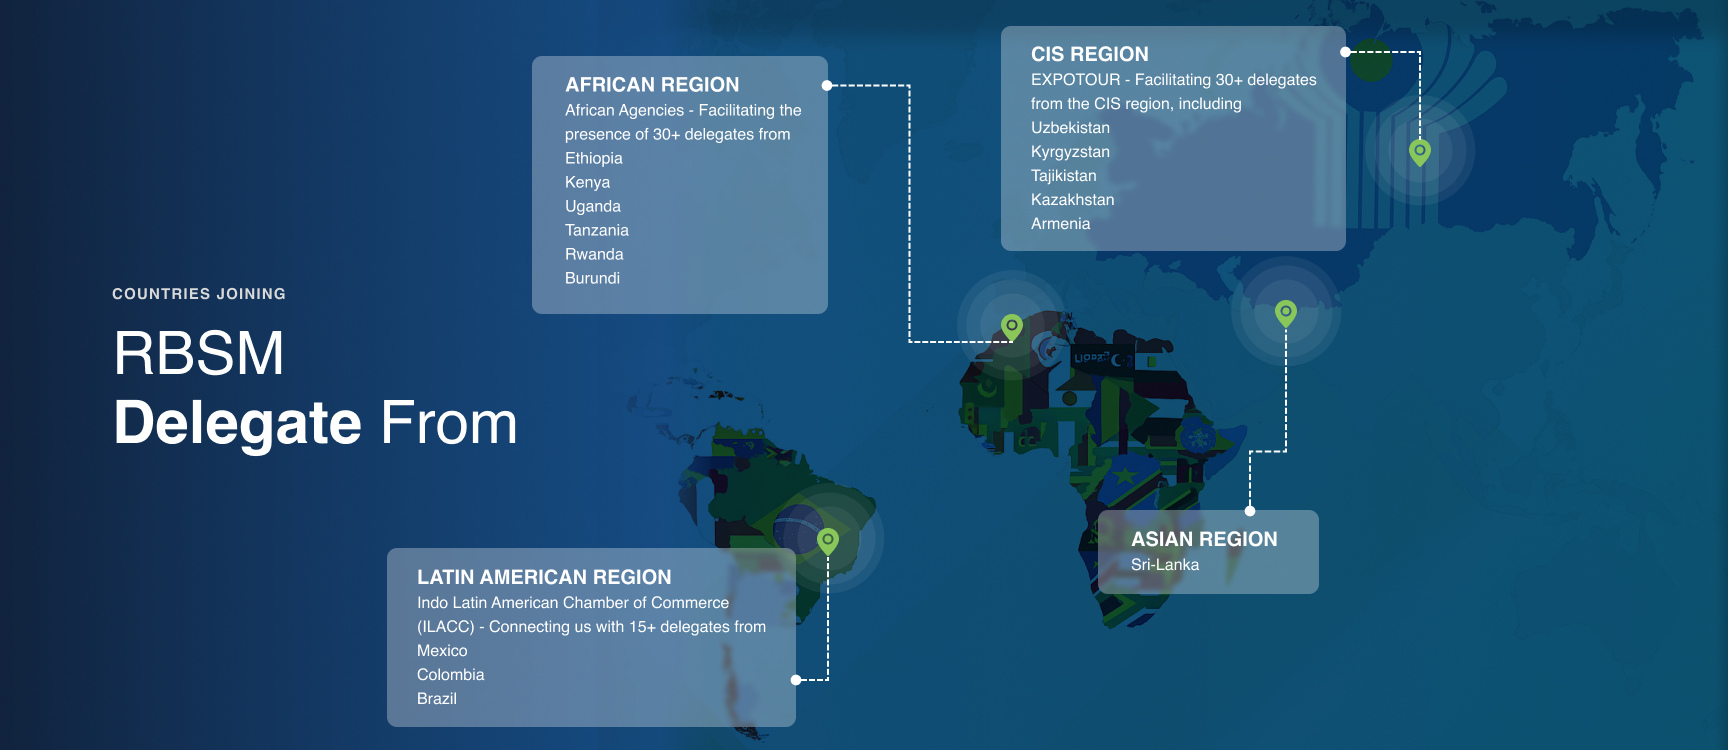 COUNTRIES JOINING
RBSM
Delegate From
AFRICAN REGION
African Agencies - Facilitating the
presence of 30+ delegates from
Ethiopia
Kenya
Uganda
Tanzania
Rwanda
Burundi
CIS REGION
EXPOTOUR - Facilitating 30+ delegates
from the CIS region, including
Uzbekistan
Kyrgyzstan
Tajikistan
Kazakhstan
Armenia
LATIN AMERICAN REGION
Indo Latin American Chamber of Commerce
(ILACC) - Connecting us with 15+ delegates from
Mexico
Colombia
Brazil
ASIAN REGION
Sri-Lanka